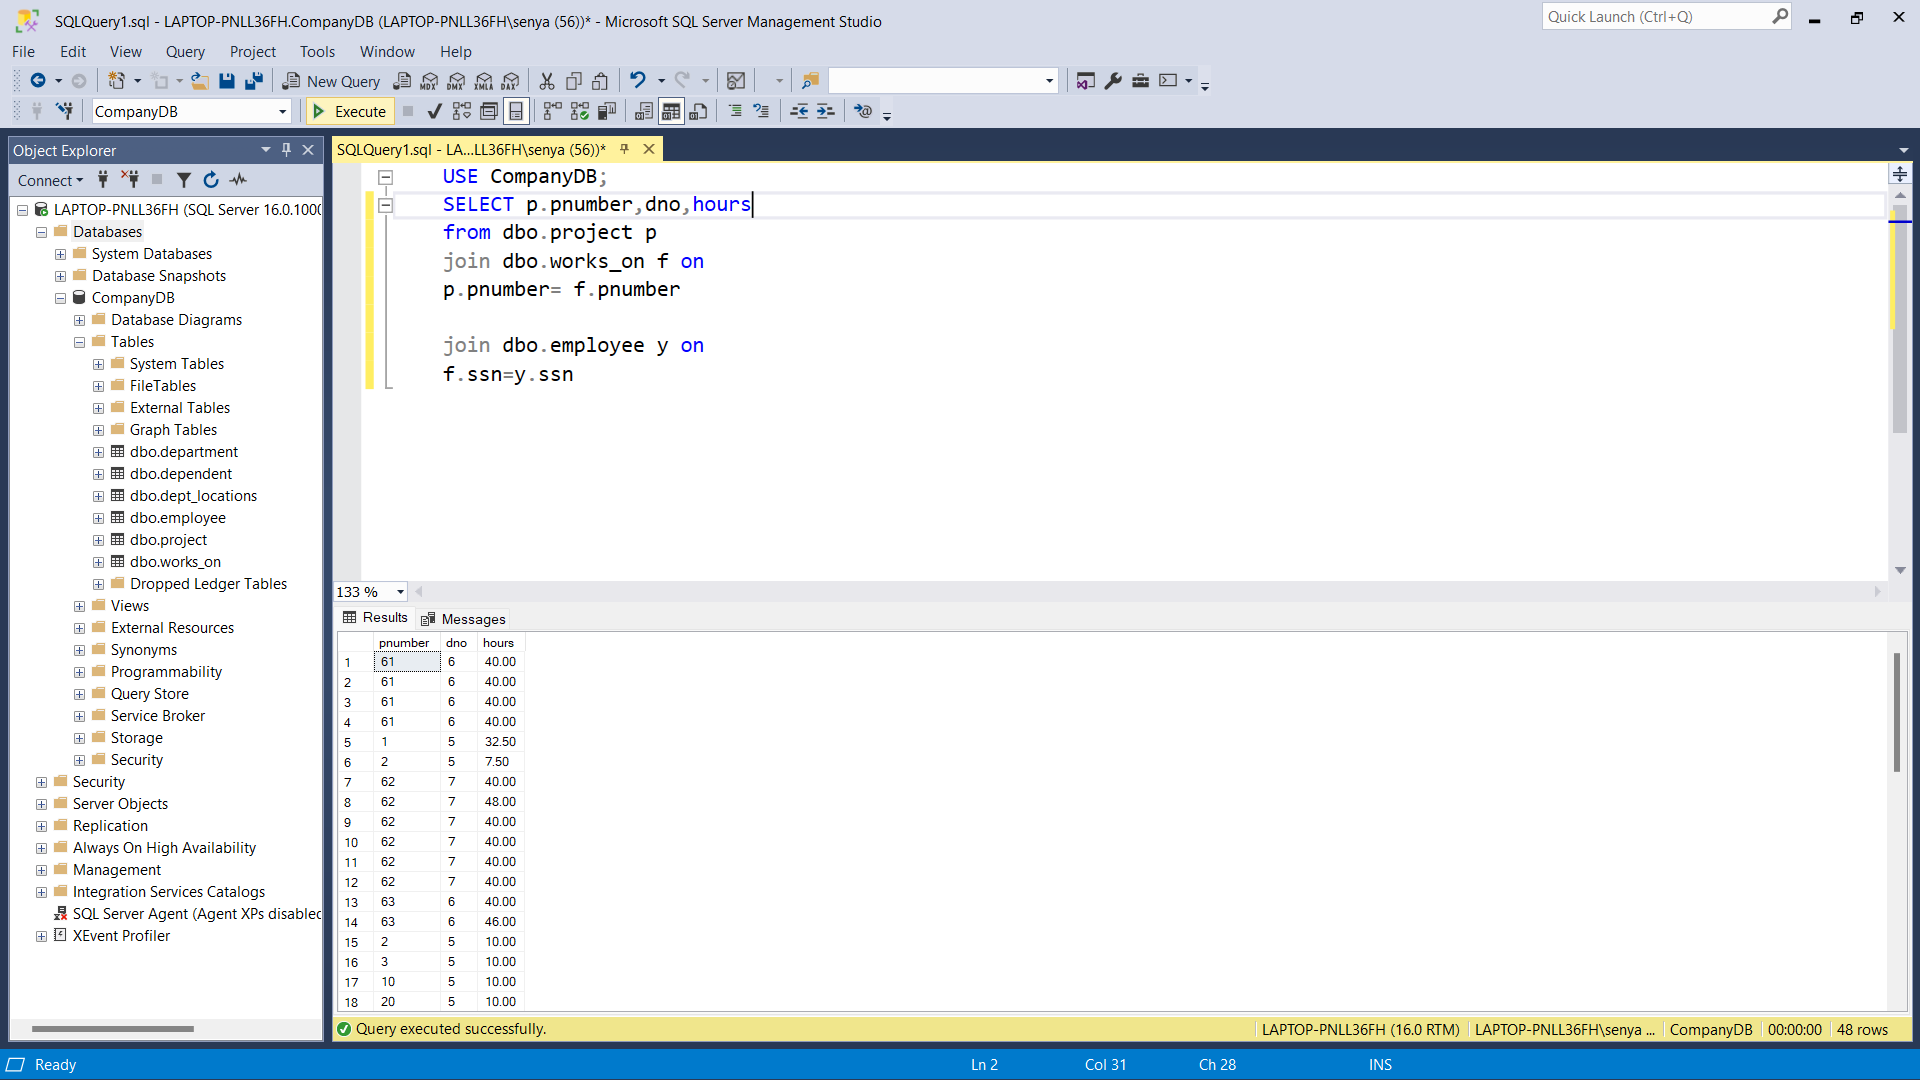 SQLQuery1.sql - LAPTOP-PNLL36FH.CompanyDB (LAPTOP-PNLL36FH\senya (56))* - Microsoft SQL Server Management Studio
Quick Launch (Ctrl+Q)
File Edit View Query Project Tools Window Help
New Query MDX DMX XMLA DAX
CompanyDB Execute
Object Explorer
Connect
LAPTOP-PNLL36FH (SQL Server 16.0.1000
Databases
System Databases
Database Snapshots
CompanyDB
Database Diagrams
Tables
System Tables
FileTables
External Tables
Graph Tables
dbo.department
dbo.dependent
dbo.dept_locations
dbo.employee
dbo.project
dbo.works_on
Dropped Ledger Tables
Views
External Resources
Synonyms
Programmability
Query Store
Service Broker
Storage
Security
Security
Server Objects
Replication
Always On High Availability
Management
Integration Services Catalogs
SQL Server Agent (Agent XPs disabled
XEvent Profiler
SQLQuery1.sql - LA...LL36FH\senya (56))*
USE CompanyDB;
SELECT p.pnumber,dno,hours
from dbo.project p
join dbo.works_on f on
p.pnumber= f.pnumber
join dbo.employee y on
f.ssn=y.ssn
133 %
Results Messages
pnumber dno hours
1 61 6 40.00
2 61 6 40.00
3 61 6 40.00
4 61 6 40.00
5 1 5 32.50
6 2 5 7.50
7 62 7 40.00
8 62 7 48.00
9 62 7 40.00
10 62 7 40.00
11 62 7 40.00
12 62 7 40.00
13 63 6 40.00
14 63 6 46.00
15 2 5 10.00
16 3 5 10.00
17 10 5 10.00
18 20 5 10.00
Query executed successfully. LAPTOP-PNLL36FH (16.0 RTM) LAPTOP-PNLL36FH\senya ... CompanyDB 00:00:00 48 rows
Ready Ln 2 Col 31 Ch 28 INS